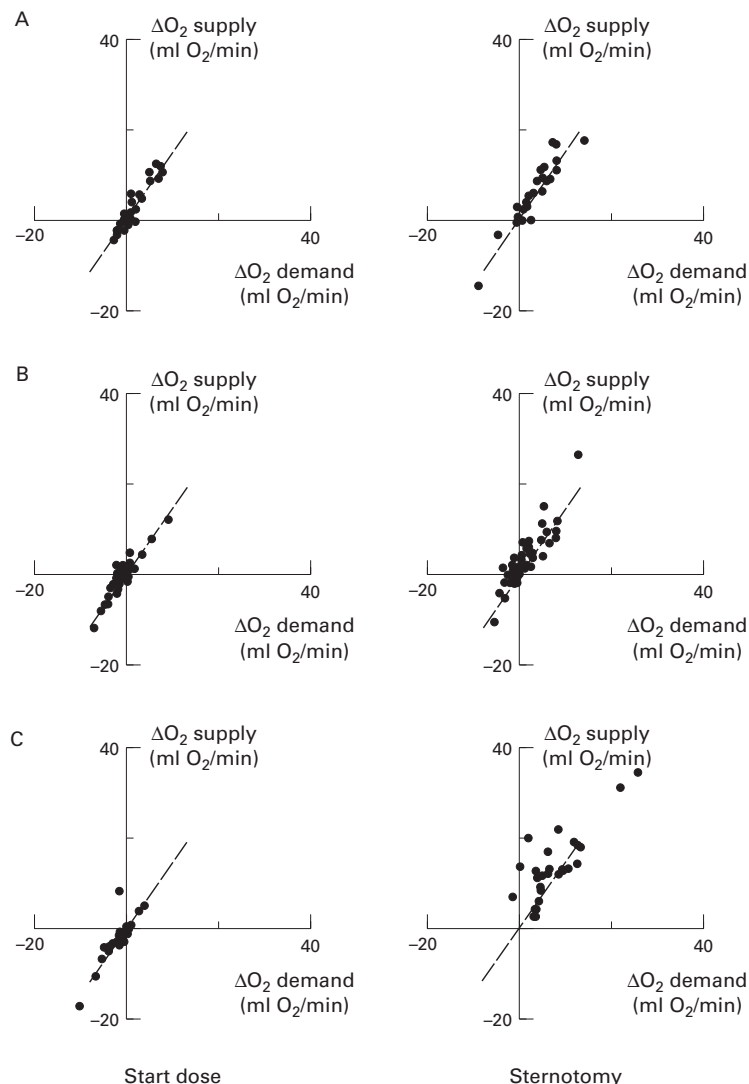 A
ΔO₂ supply
(ml O₂/min)
40
–20
40
ΔO₂ demand
(ml O₂/min)
–20
ΔO₂ supply
(ml O₂/min)
40
–20
40
ΔO₂ demand
(ml O₂/min)
–20
B
ΔO₂ supply
(ml O₂/min)
40
–20
40
ΔO₂ demand
(ml O₂/min)
–20
ΔO₂ supply
(ml O₂/min)
40
–20
40
ΔO₂ demand
(ml O₂/min)
–20
C
ΔO₂ supply
(ml O₂/min)
40
–20
40
ΔO₂ demand
(ml O₂/min)
–20
ΔO₂ supply
(ml O₂/min)
40
–20
40
ΔO₂ demand
(ml O₂/min)
–20
Start dose
Sternotomy